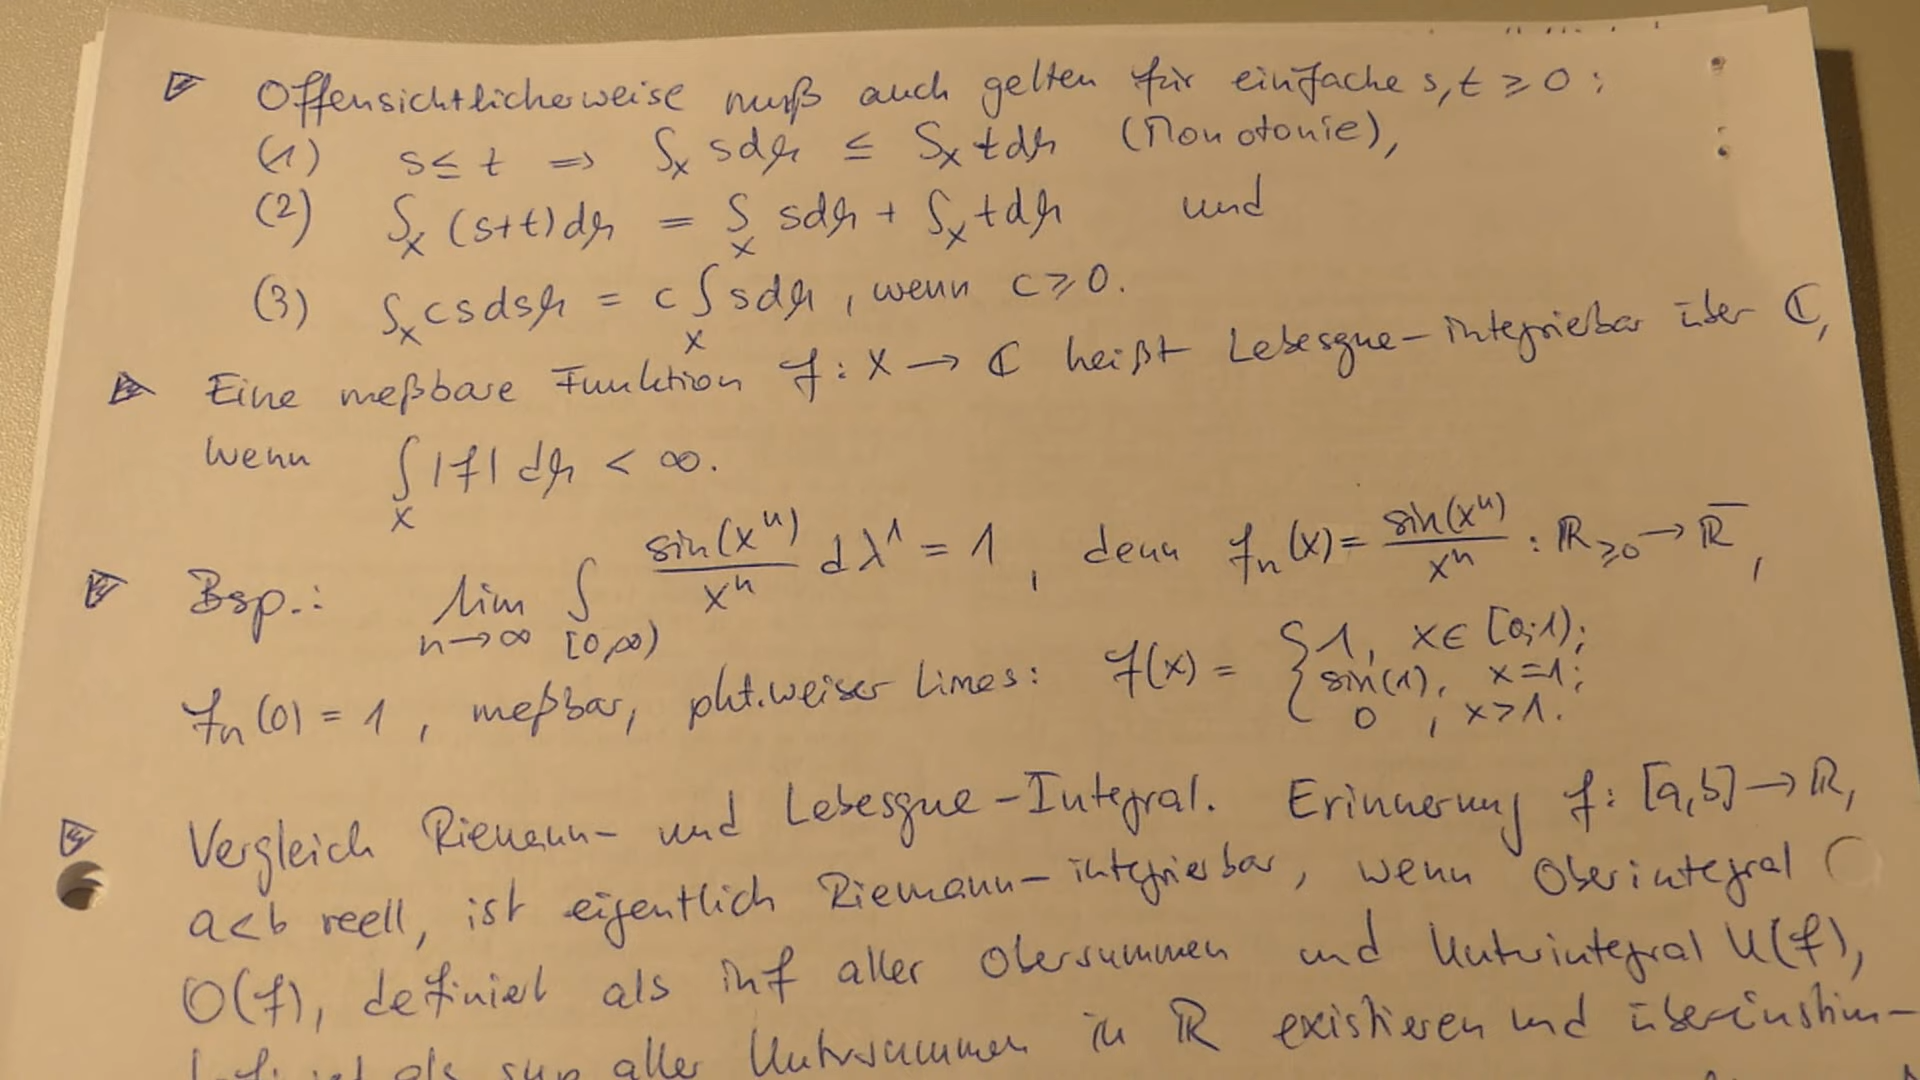 Offensichtlicherweise muß auch gelten für einfache s,t ≥ 0:
(1) s ≤ t ⇒ ∫_X s dμ ≤ ∫_X t dμ (Monotonie),
(2) ∫_X (s+t) dμ = ∫_X s dμ + ∫_X t dμ und
(3) ∫_X c s dsμ = c ∫_X s dμ, wenn c ≥ 0.
Eine meßbare Funktion f: X → ℂ heißt Lebesgue-integrierbar über ℂ,
wenn ∫_X |f| dμ < ∞.
Bsp.: lim_{n→∞} ∫_{[0,∞)} sin(x^n)/x^n dλ^1 = 1, denn f_n(x) = sin(x^n)/x^n : ℝ_{≥0} → ℝ̅,
f_n(0) = 1, meßbar, pkt.weiser Limes: f(x) = { 1, x∈[0;1);
sin(1), x=1;
0, x>1.
Vergleich Riemann- und Lebesgue-Integral. Erinnerung f: [a,b] → ℝ,
a<b reell, ist eigentlich Riemann-integrierbar, wenn Oberintegral
O(f), definiert als inf aller Obersummen und Unterintegral U(f),
als sup aller Untersummen in ℝ existieren und übereinstim-